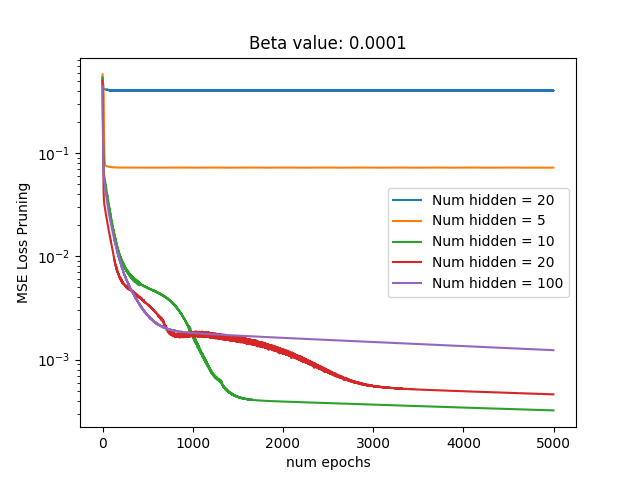 Beta value: 0.0001
MSE Loss Pruning
10⁻¹
10⁻²
10⁻³
Num hidden = 20
Num hidden = 5
Num hidden = 10
Num hidden = 20
Num hidden = 100
0 1000 2000 3000 4000 5000
num epochs